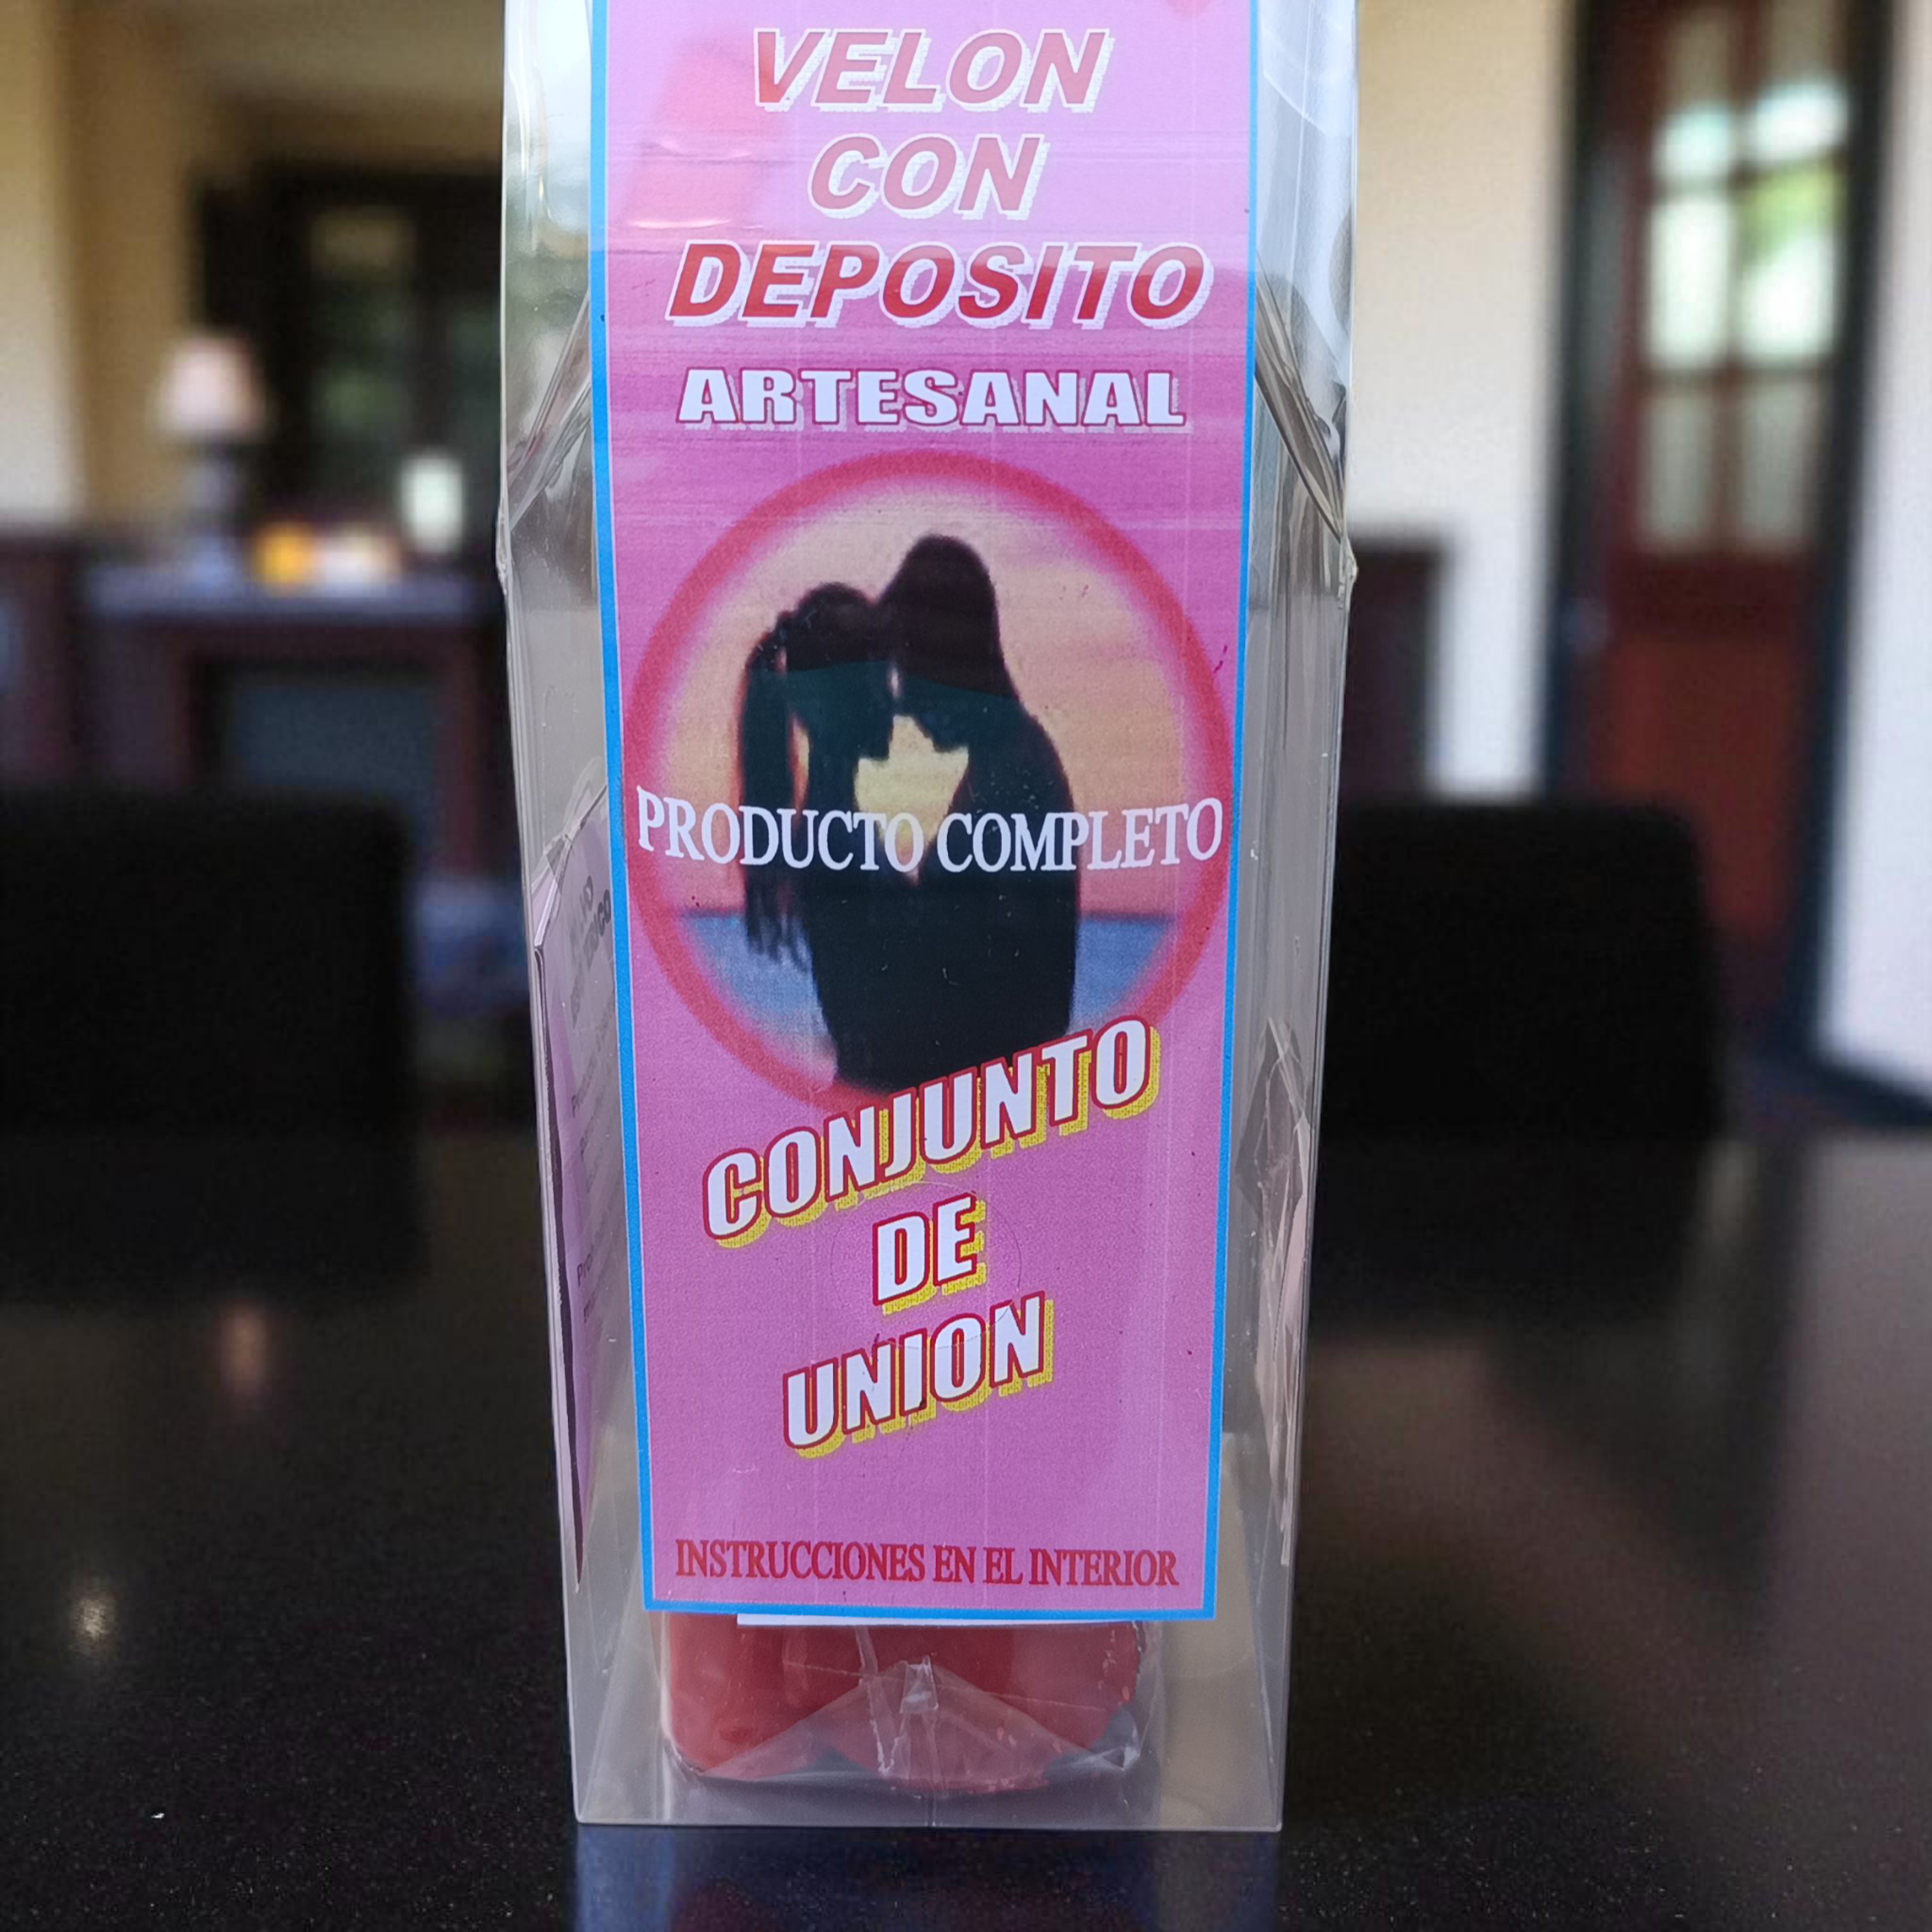 VELON
CON
DEPOSITO
ARTESANAL
PRODUCTO COMPLETO
CONJUNTO
DE
UNION
INSTRUCCIONES EN EL INTERIOR